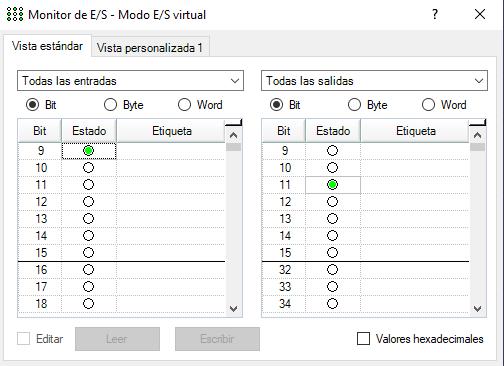 Monitor de E/S - Modo E/S virtual
Vista estándar Vista personalizada 1
Todas las entradas Todas las salidas
Bit Byte Word Bit Byte Word
Bit Estado Etiqueta Bit Estado Etiqueta
9 9
10 10
11 11
12 12
13 13
14 14
15 15
16 32
17 33
18 34
Editar Leer Escribir Valores hexadecimales